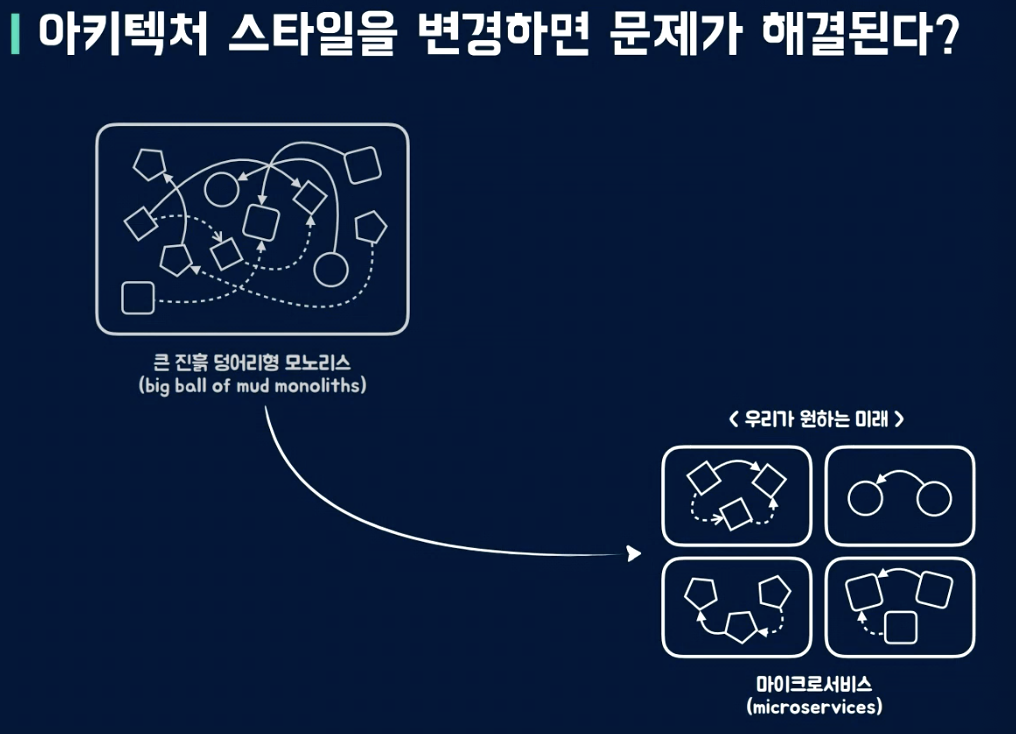 아키텍처 스타일을 변경하면 문제가 해결된다?
큰 진흙 덩어리형 모노리스
(big ball of mud monoliths)
< 우리가 원하는 미래 >
마이크로서비스
(microservices)